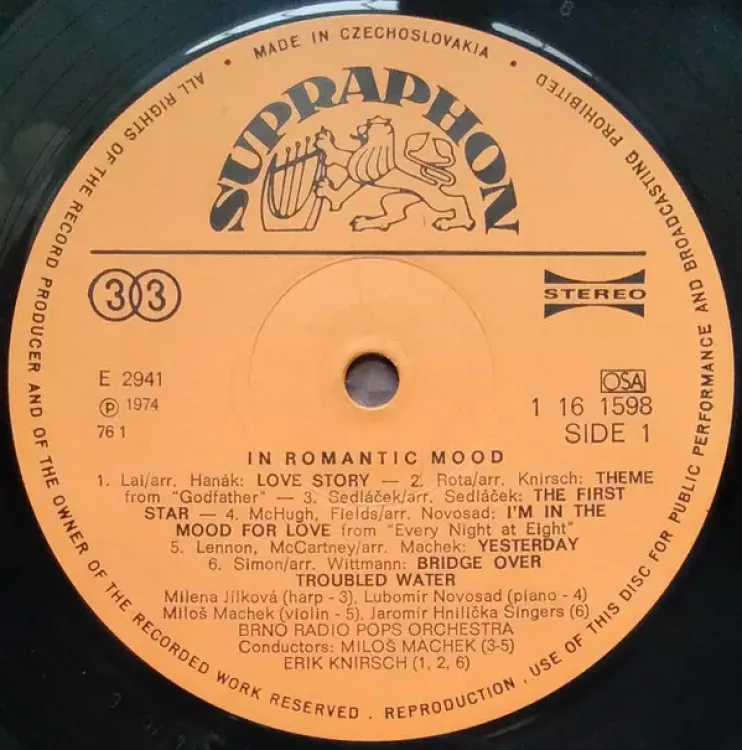 ALL RIGHTS OF THE RECORD PRODUCER AND OF THE OWNER OF THE RECORDED WORK RESERVED. REPRODUCTION, USE OF THIS DISC FOR PUBLIC PERFORMANCE AND BROADCASTING PROHIBITED
• MADE IN CZECHOSLOVAKIA •
SUPRAPHON
33
STEREO
E 2941
OSA
Ⓟ 1974
1 16 1598
76 1
SIDE 1
IN ROMANTIC MOOD
1. Lai/arr. Hanák: LOVE STORY — 2. Rota/arr. Knirsch: THEME
from "Godfather" — 3. Sedláček/arr. Sedláček: THE FIRST
STAR — 4. McHugh, Fields/arr. Novosad: I'M IN THE
MOOD FOR LOVE from "Every Night at Eight"
5. Lennon, McCartney/arr. Machek: YESTERDAY
6. Simon/arr. Wittmann: BRIDGE OVER
TROUBLED WATER
Milena Jílková (harp - 3), Lubomír Novosad (piano - 4)
Miloš Machek (violin - 5), Jaromír Hnilička Singers (6)
BRNO RADIO POPS ORCHESTRA
Conductors: MILOŠ MACHEK (3-5)
ERIK KNIRSCH (1, 2, 6)